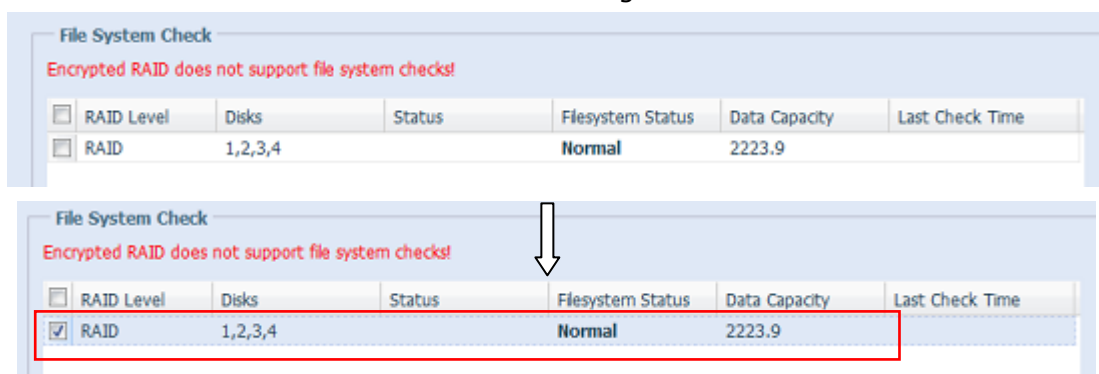 File System Check
Encrypted RAID does not support file system checks!
RAID Level Disks Status Filesystem Status Data Capacity Last Check Time
RAID 1,2,3,4 Normal 2223.9
File System Check
Encrypted RAID does not support file system checks!
RAID Level Disks Status Filesystem Status Data Capacity Last Check Time
RAID 1,2,3,4 Normal 2223.9